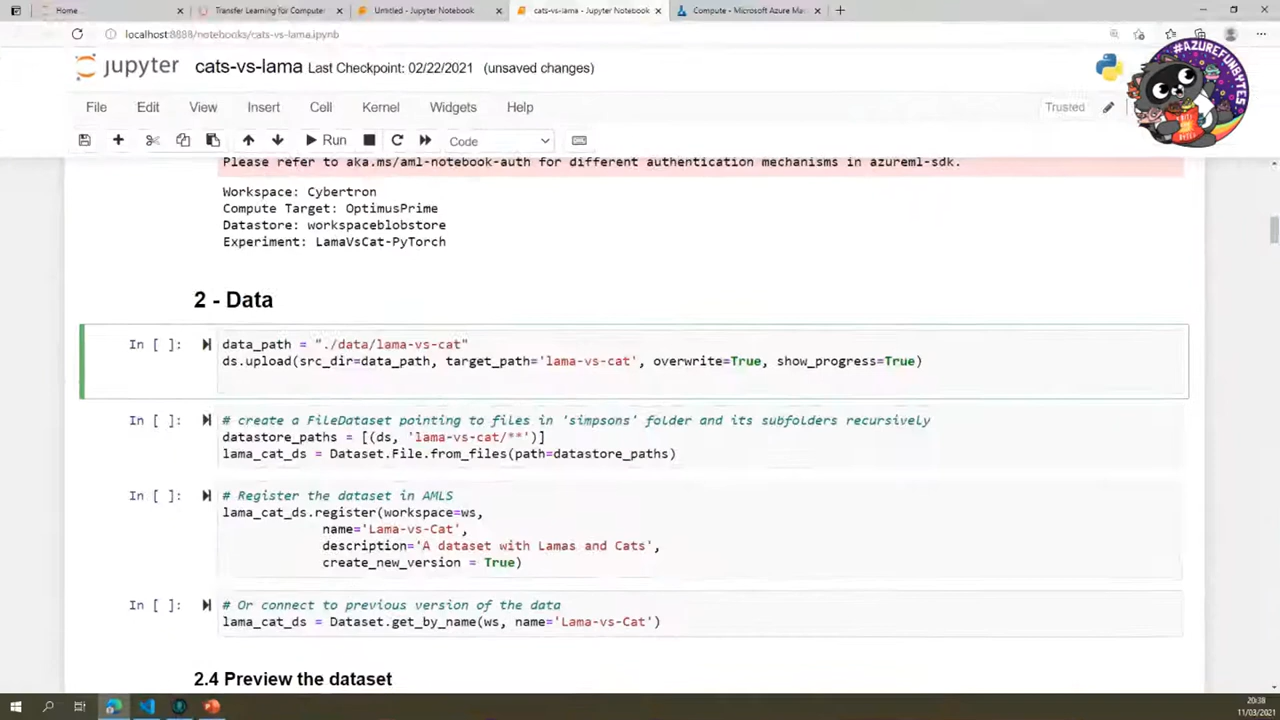 Home
Transfer Learning for Computer
Untitled - Jupyter Notebook
cats-vs-lama - Jupyter Notebook
Compute - Microsoft Azure Ma
localhost:8888/notebooks/cats-vs-lama.ipynb
#AZUREFUNBYTES
jupyter
cats-vs-lama Last Checkpoint: 02/22/2021 (unsaved changes)
File Edit View Insert Cell Kernel Widgets Help
Trusted
Run
Code
Please refer to aka.ms/aml-notebook-auth for different authentication mechanisms in azureml-sdk.
Workspace: Cybertron
Compute Target: OptimusPrime
Datastore: workspaceblobstore
Experiment: LamaVsCat-PyTorch
2 - Data
In [ ]: data_path = "./data/lama-vs-cat"
ds.upload(src_dir=data_path, target_path='lama-vs-cat', overwrite=True, show_progress=True)
In [ ]: # create a FileDataset pointing to files in 'simpsons' folder and its subfolders recursively
datastore_paths = [(ds, 'lama-vs-cat/**')]
lama_cat_ds = Dataset.File.from_files(path=datastore_paths)
In [ ]: # Register the dataset in AMLS
lama_cat_ds.register(workspace=ws,
name='Lama-vs-Cat',
description='A dataset with Lamas and Cats',
create_new_version = True)
In [ ]: # Or connect to previous version of the data
lama_cat_ds = Dataset.get_by_name(ws, name='Lama-vs-Cat')
2.4 Preview the dataset
20:38
11/03/2021